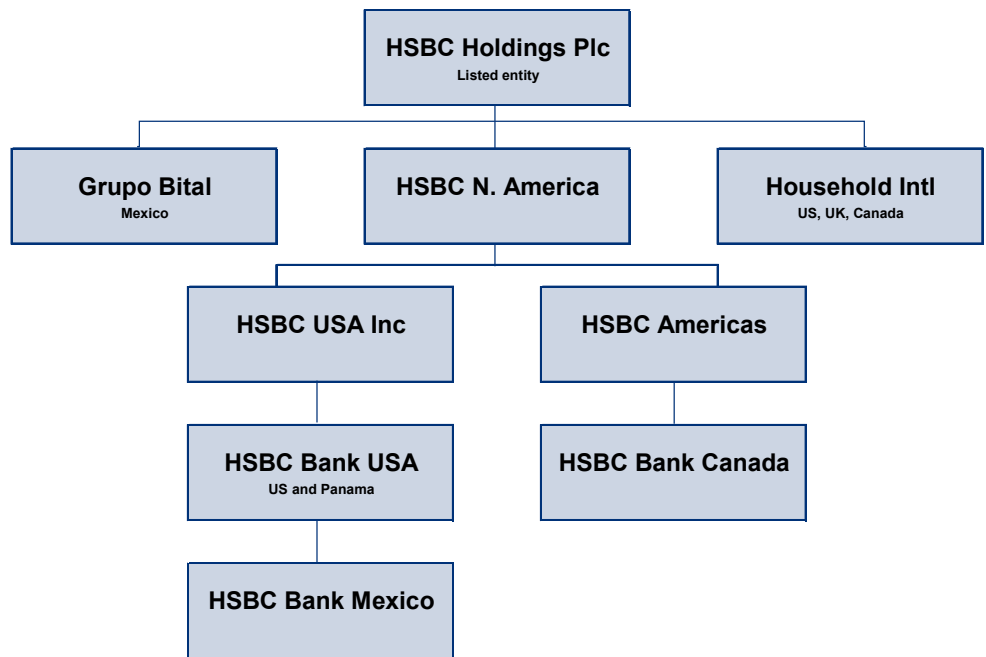 HSBC Holdings Plc
Listed entity
Grupo Bital
Mexico
HSBC N. America
Household Intl
US, UK, Canada
HSBC USA Inc
HSBC Americas
HSBC Bank USA
US and Panama
HSBC Bank Canada
HSBC Bank Mexico